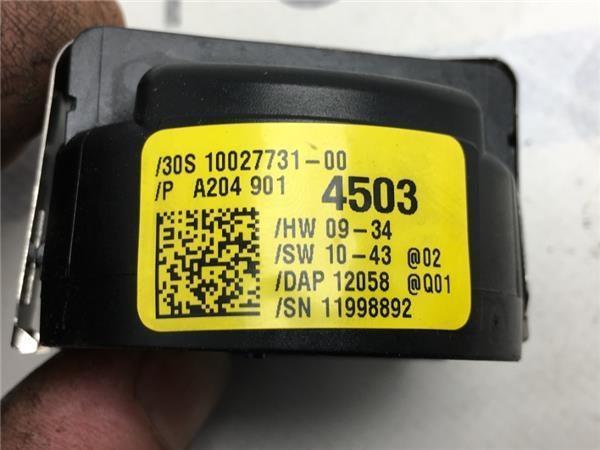 /30S 10027731-00
/P A204 901 4503
/HW 09-34
/SW 10-43 @02
/DAP 12058 @Q01
/SN 11998892